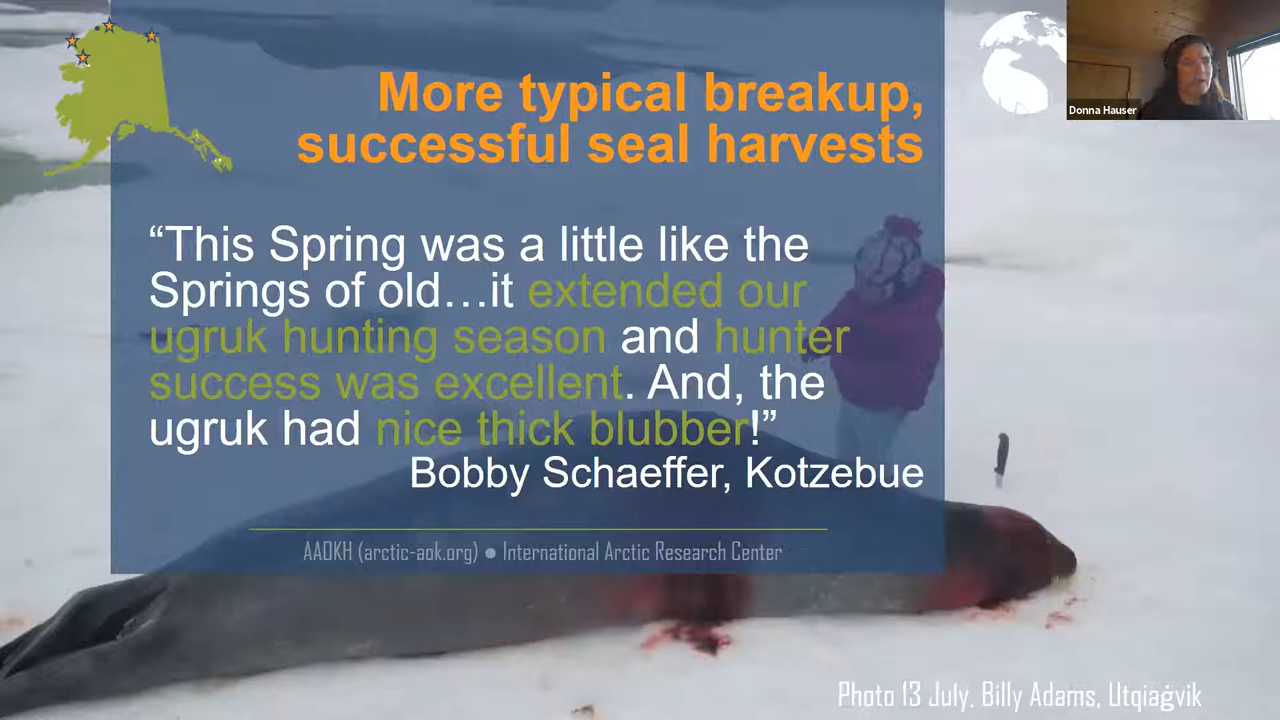 More typical breakup,
successful seal harvests
Donna Hauser
“This Spring was a little like the
Springs of old…it extended our
ugruk hunting season and hunter
success was excellent. And, the
ugruk had nice thick blubber!”
Bobby Schaeffer, Kotzebue
AAOKH (arctic-aok.org) ● International Arctic Research Center
Photo 13 July, Billy Adams, Utqiaġvik